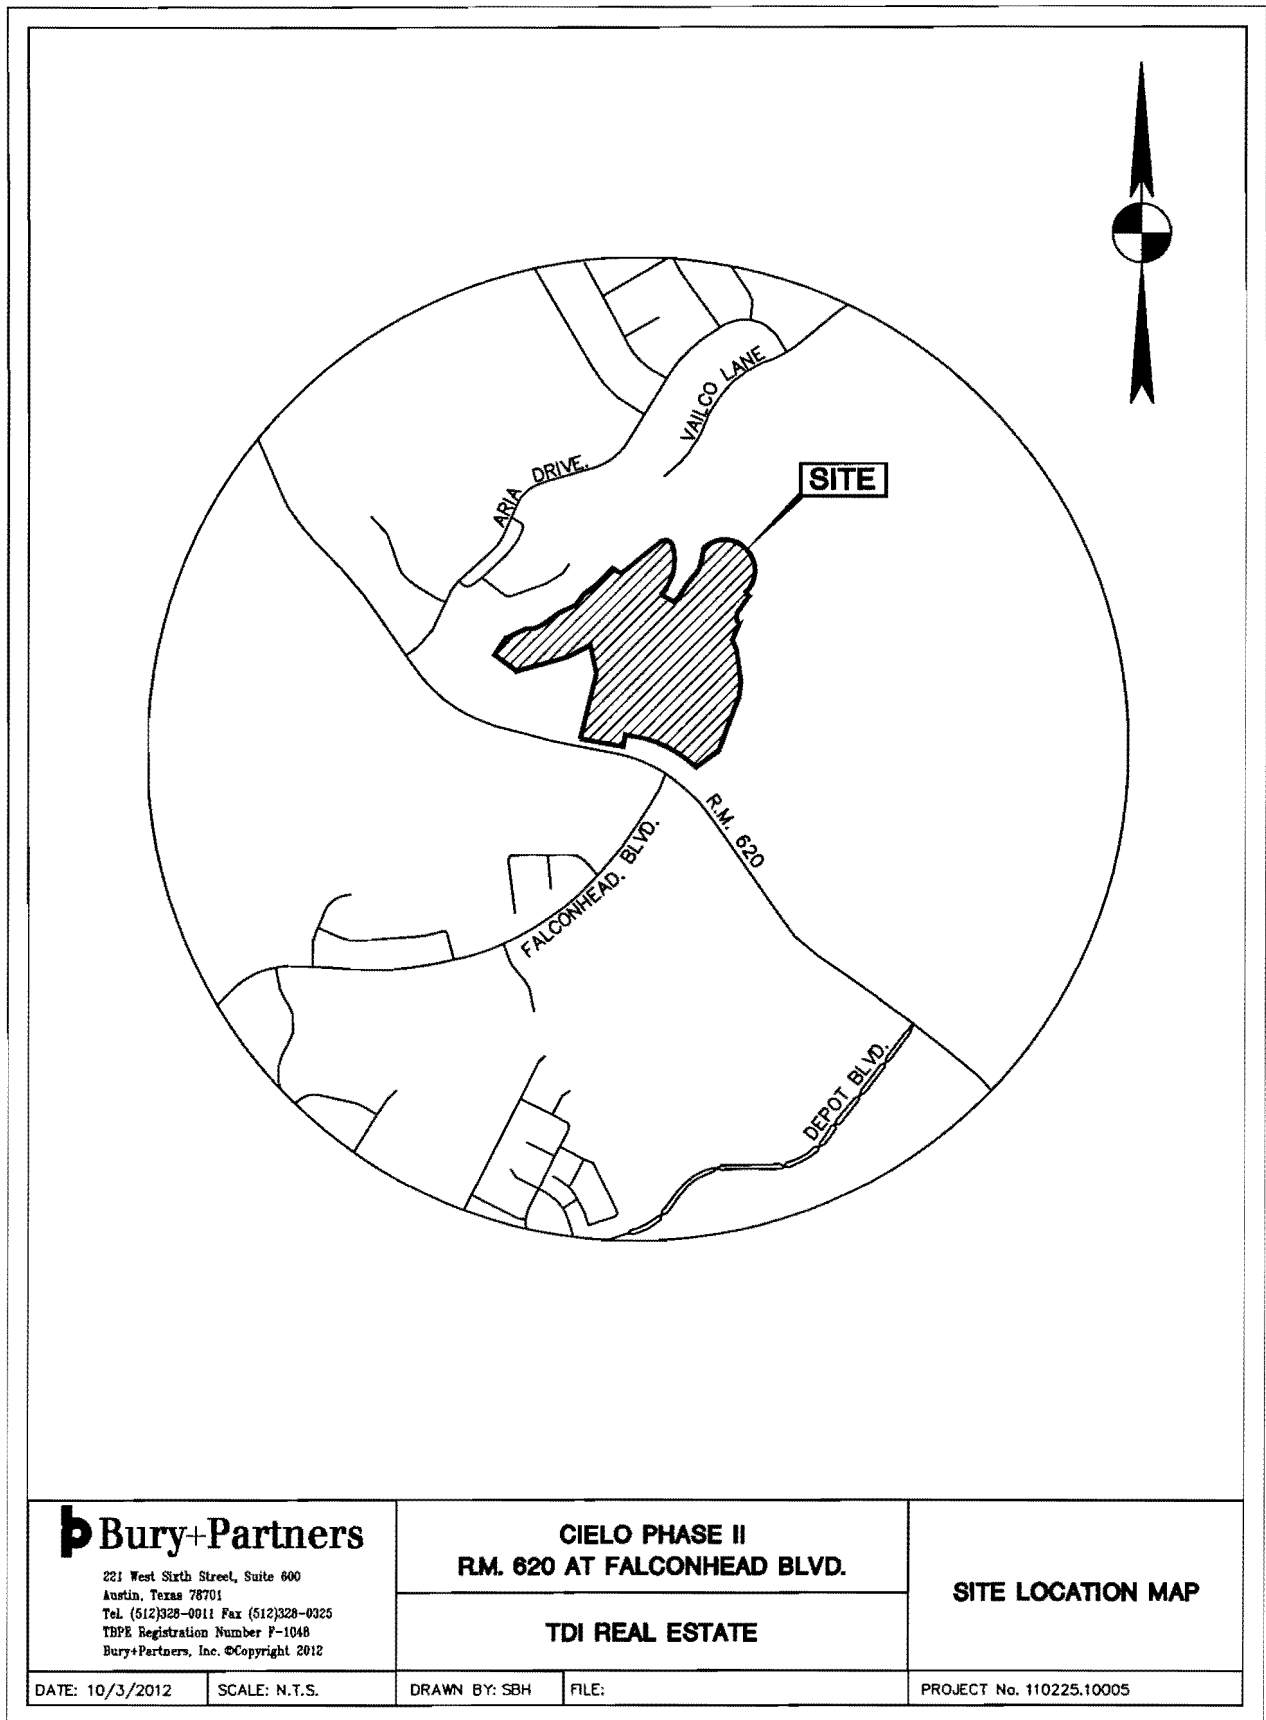 VAILCO LANE
ARIA DRIVE.
SITE
R.M. 620
FALCONHEAD. BLVD.
DEPOT BLVD.
Bury+Partners
221 West Sixth Street, Suite 600
Austin, Texas 78701
Tel. (512)328-0011 Fax (512)328-0325
TBPE Registration Number F-1048
Bury+Partners, Inc. ©Copyright 2012
CIELO PHASE II
R.M. 620 AT FALCONHEAD BLVD.
TDI REAL ESTATE
SITE LOCATION MAP
DATE: 10/3/2012
SCALE: N.T.S.
DRAWN BY: SBH
FILE:
PROJECT No. 110225.10005